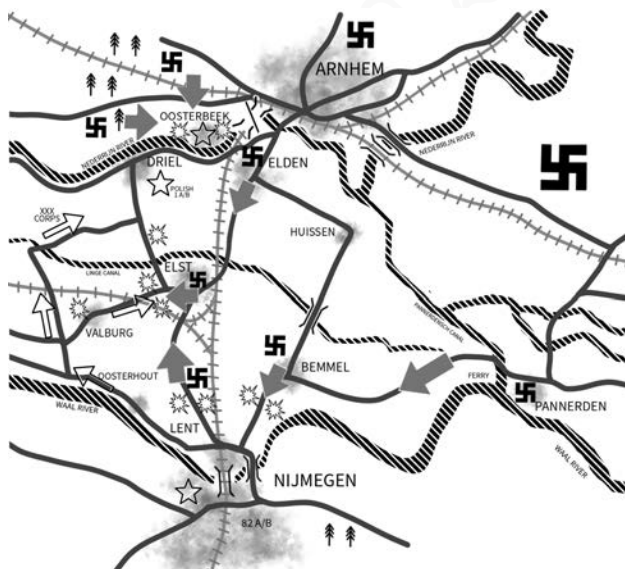 ARNHEM
OOSTERBEEK
NEDERRIJN RIVER
NEDERRIJN RIVER
DRIEL
ELDEN
POLISH
1 A/B
XXX
CORPS
HUISSEN
ELST
LINGE CANAL
PANNERDENSCH CANAL
VALBURG
BEMMEL
OOSTERHOUT
FERRY
PANNERDEN
WAAL RIVER
LENT
WAAL RIVER
NIJMEGEN
82 A/B